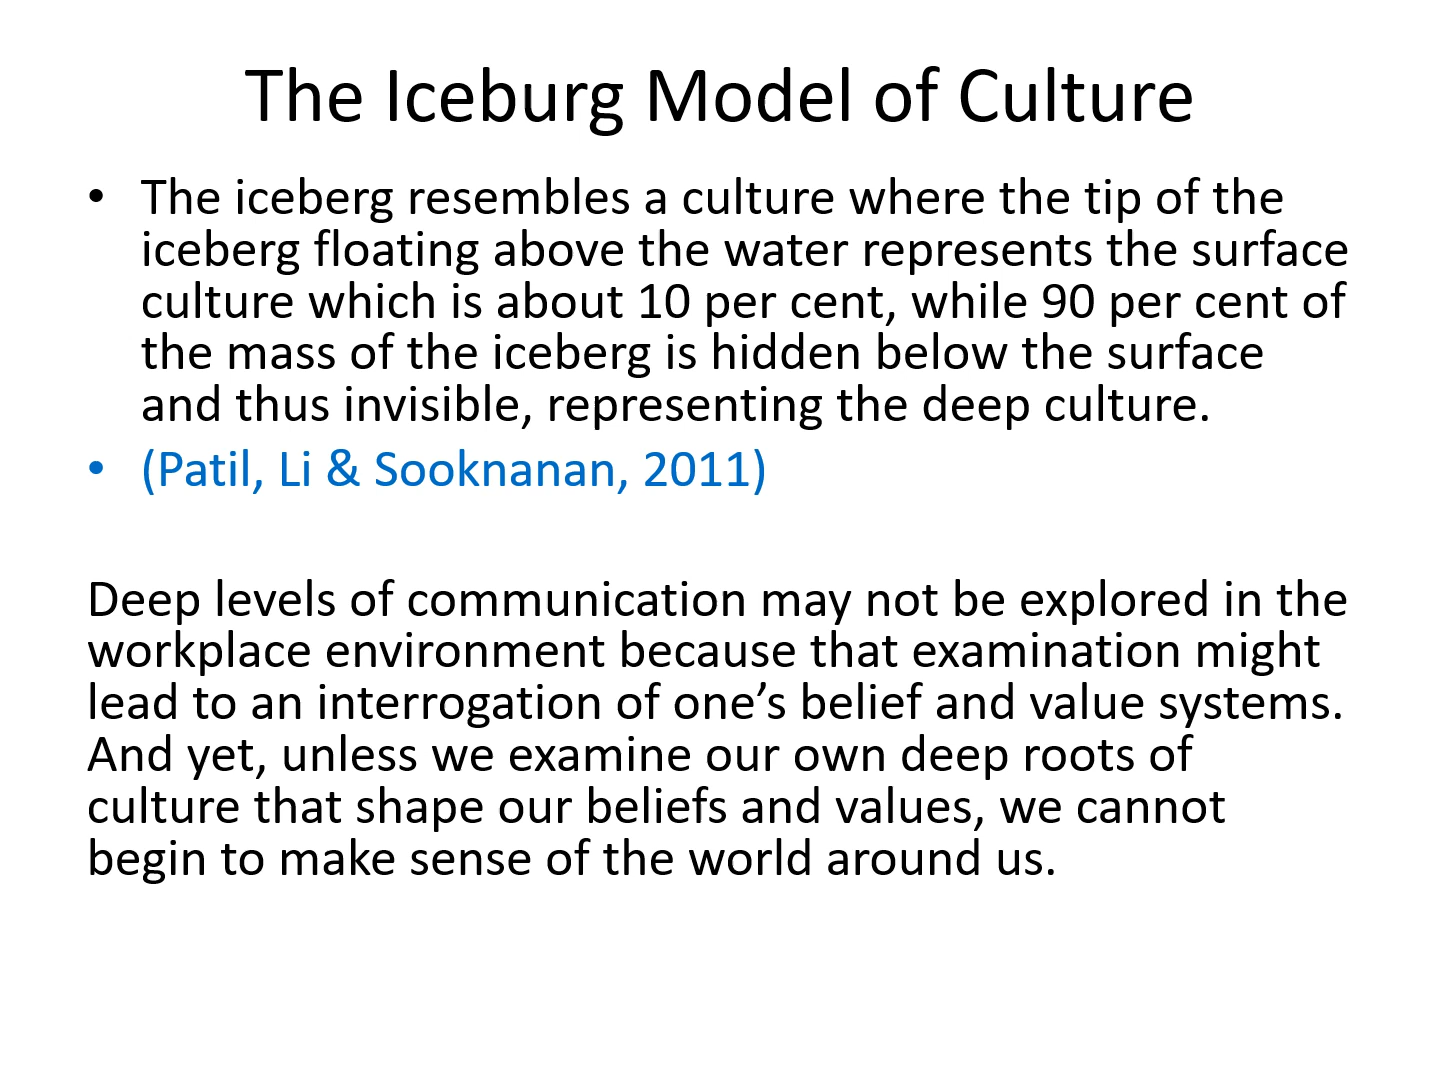 The Iceburg Model of Culture
• The iceberg resembles a culture where the tip of the
iceberg floating above the water represents the surface
culture which is about 10 per cent, while 90 per cent of
the mass of the iceberg is hidden below the surface
and thus invisible, representing the deep culture.
• (Patil, Li & Sooknanan, 2011)
Deep levels of communication may not be explored in the
workplace environment because that examination might
lead to an interrogation of one’s belief and value systems.
And yet, unless we examine our own deep roots of
culture that shape our beliefs and values, we cannot
begin to make sense of the world around us.